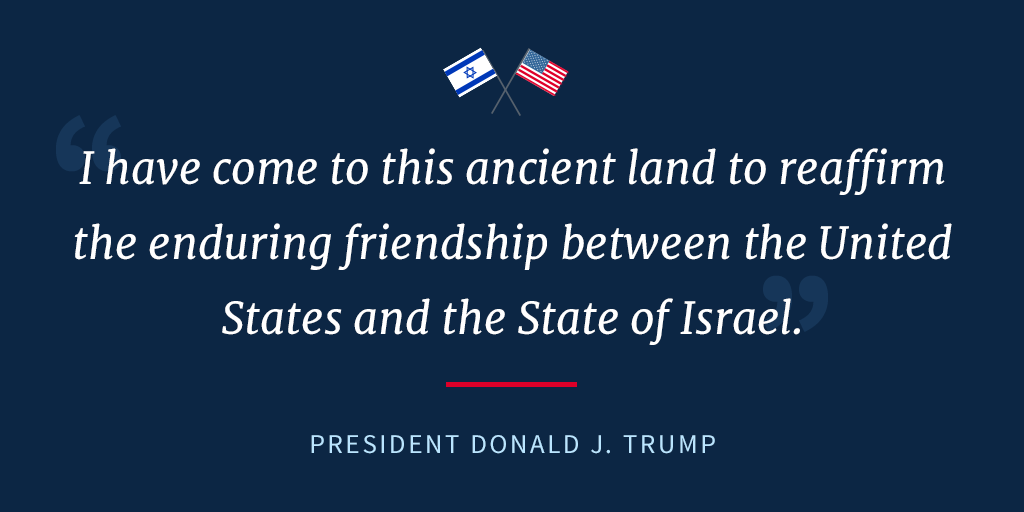 “I have come to this ancient land to reaffirm
the enduring friendship between the United
States and the State of Israel.”
PRESIDENT DONALD J. TRUMP